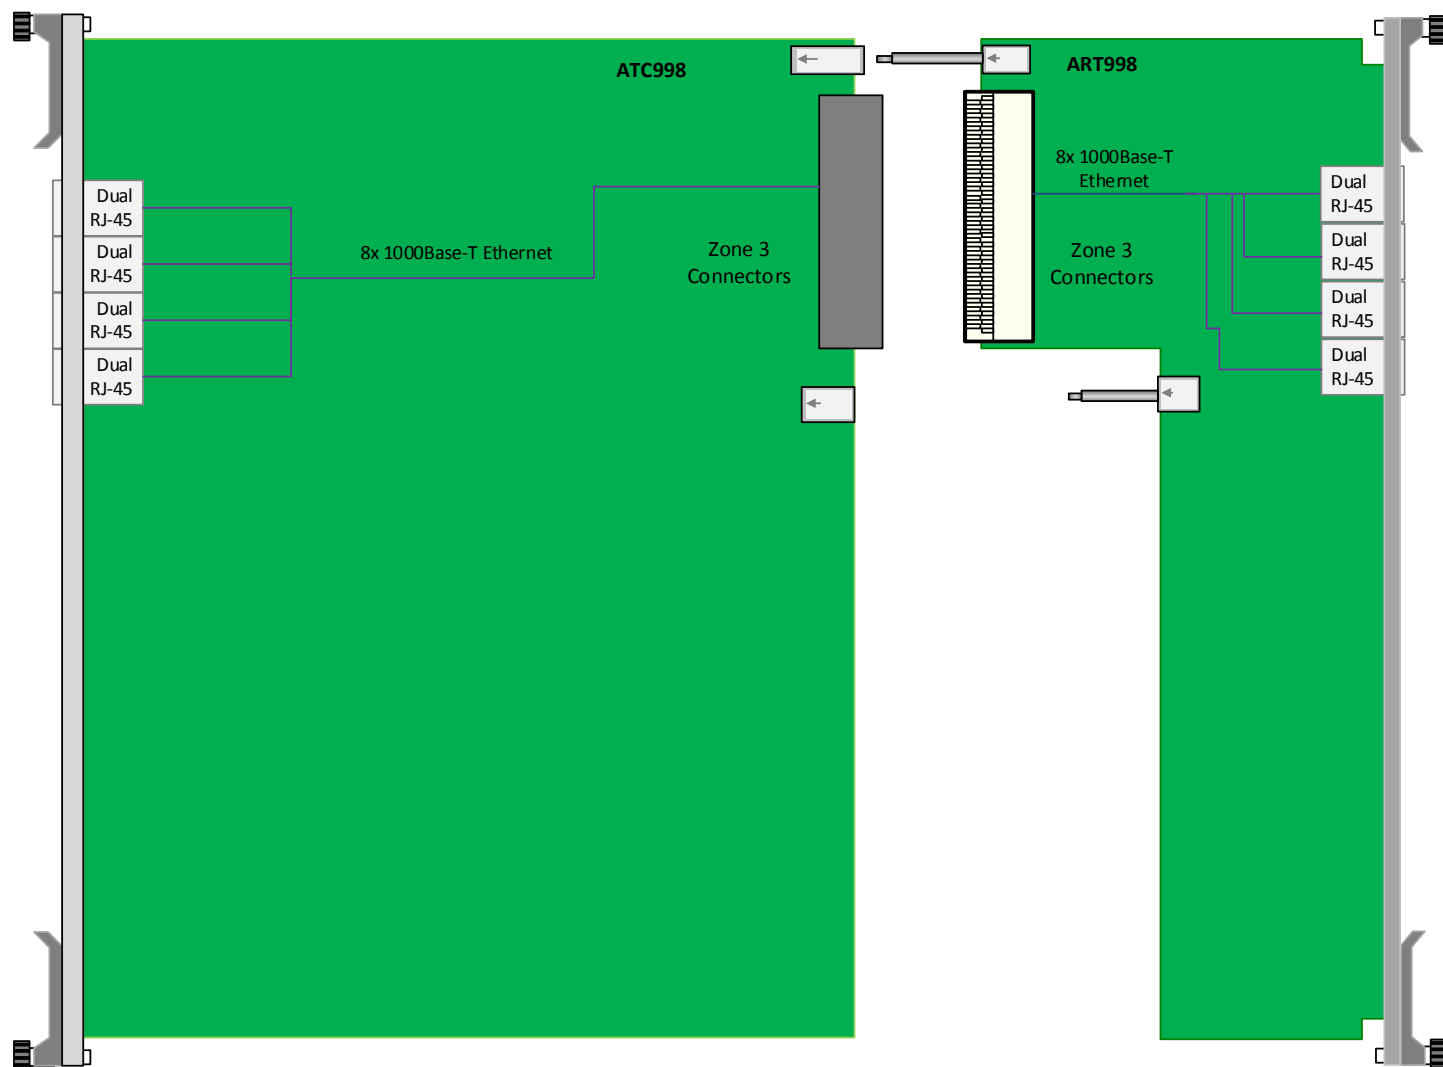 ATC998
ART998
Dual
RJ-45
Dual
RJ-45
Dual
RJ-45
Dual
RJ-45
8x 1000Base-T Ethernet
Zone 3
Connectors
8x 1000Base-T
Ethernet
Zone 3
Connectors
Dual
RJ-45
Dual
RJ-45
Dual
RJ-45
Dual
RJ-45